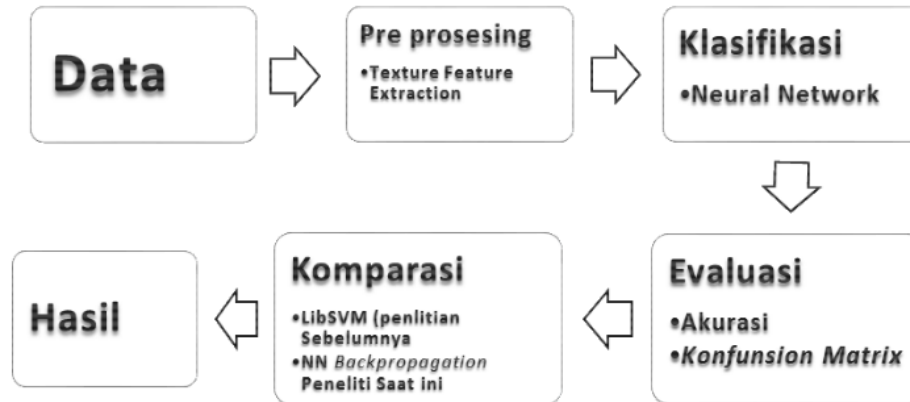 Data
Pre prosesing
•Texture Feature
Extraction
Klasifikasi
•Neural Network
Evaluasi
•Akurasi
•Konfunsion Matrix
Komparasi
•LibSVM (penlitian
Sebelumnya
•NN Backpropagation
Peneliti Saat ini
Hasil